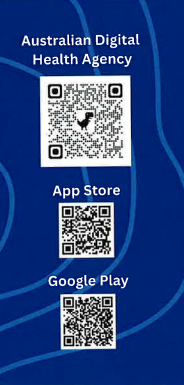 Australian Digital
Health Agency
App Store
Google Play